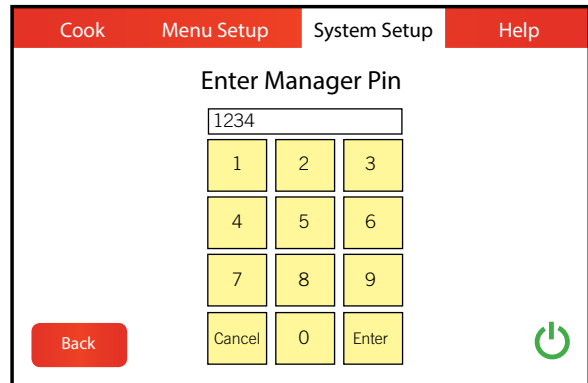 Cook Menu Setup System Setup Help
Enter Manager Pin
1234
1 2 3
4 5 6
7 8 9
Cancel 0 Enter
Back